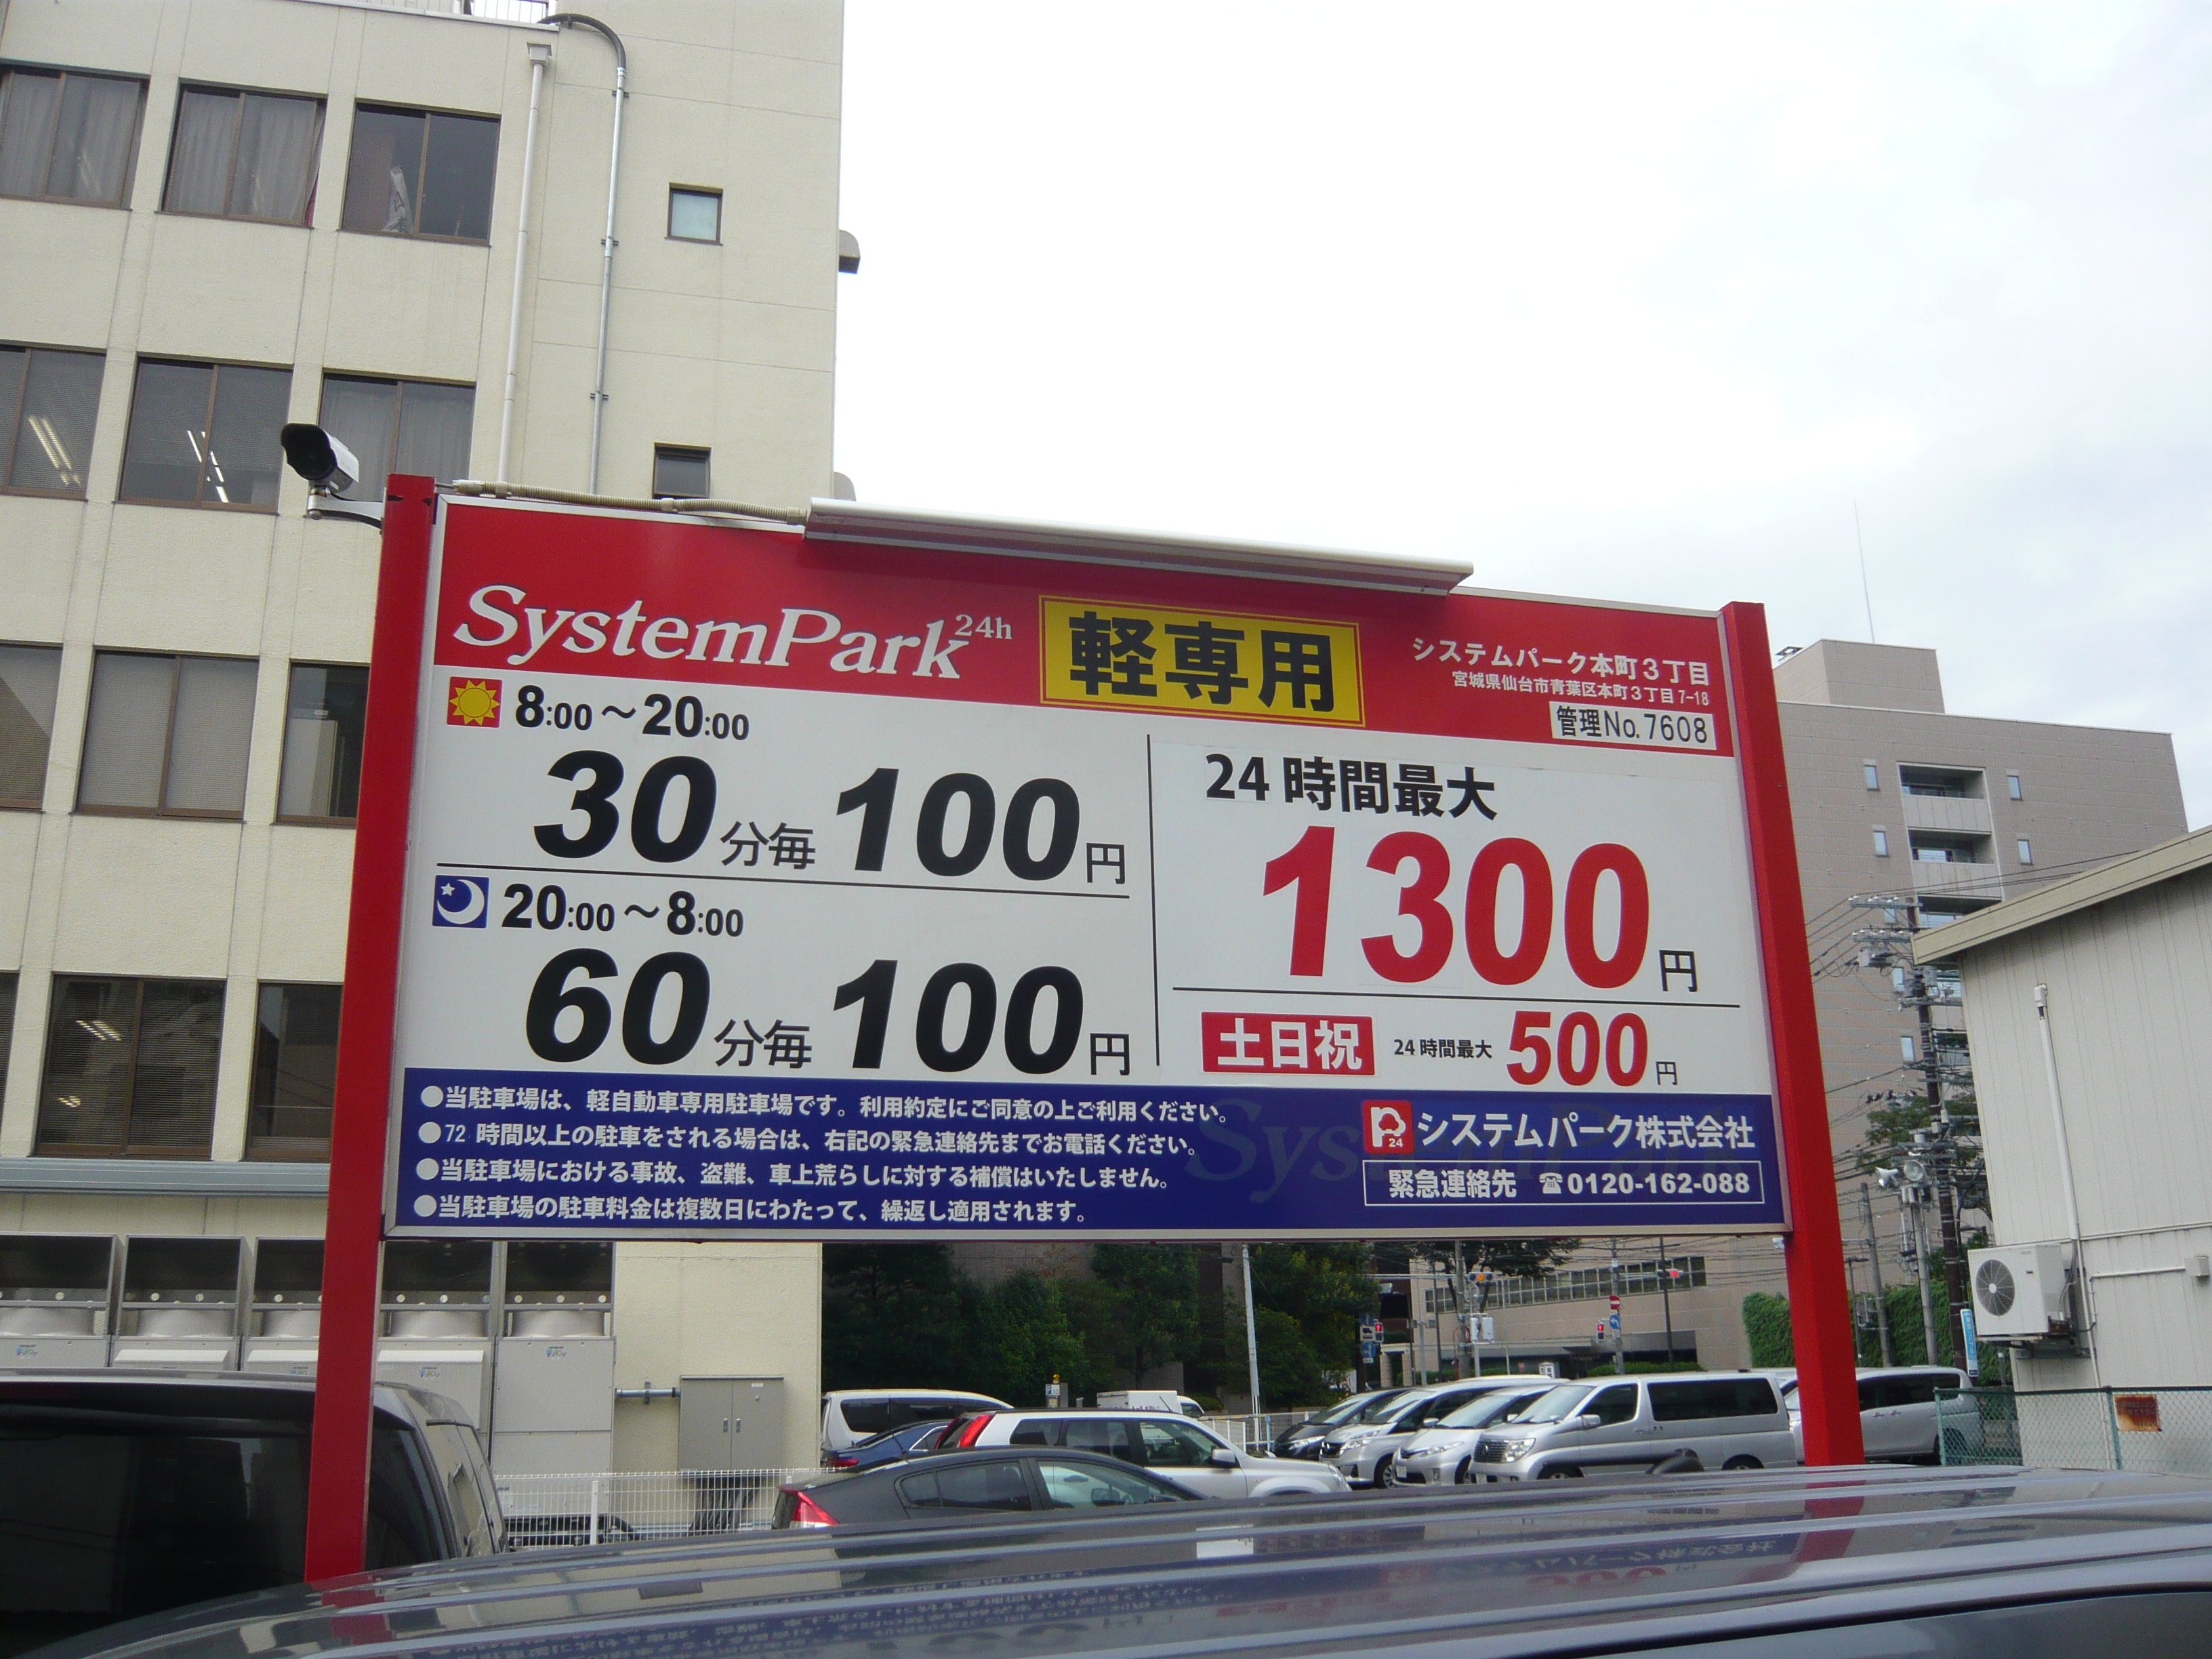 SystemPark 24h
軽専用
システムパーク本町3丁目
宮城県仙台市青葉区本町3丁目7-18
管理No.7608
8:00～20:00
30分毎100円
20:00～8:00
60分毎100円
24時間最大
1300円
土日祝 24時間最大 500円
●当駐車場は、軽自動車専用駐車場です。利用約定にご同意の上ご利用ください。
●72時間以上の駐車をされる場合は、右記の緊急連絡先までお電話ください。
●当駐車場における事故、盗難、車上荒らしに対する補償はいたしません。
●当駐車場の駐車料金は複数日にわたって、繰返し適用されます。
24 システムパーク株式会社
緊急連絡先 ☎0120-162-088